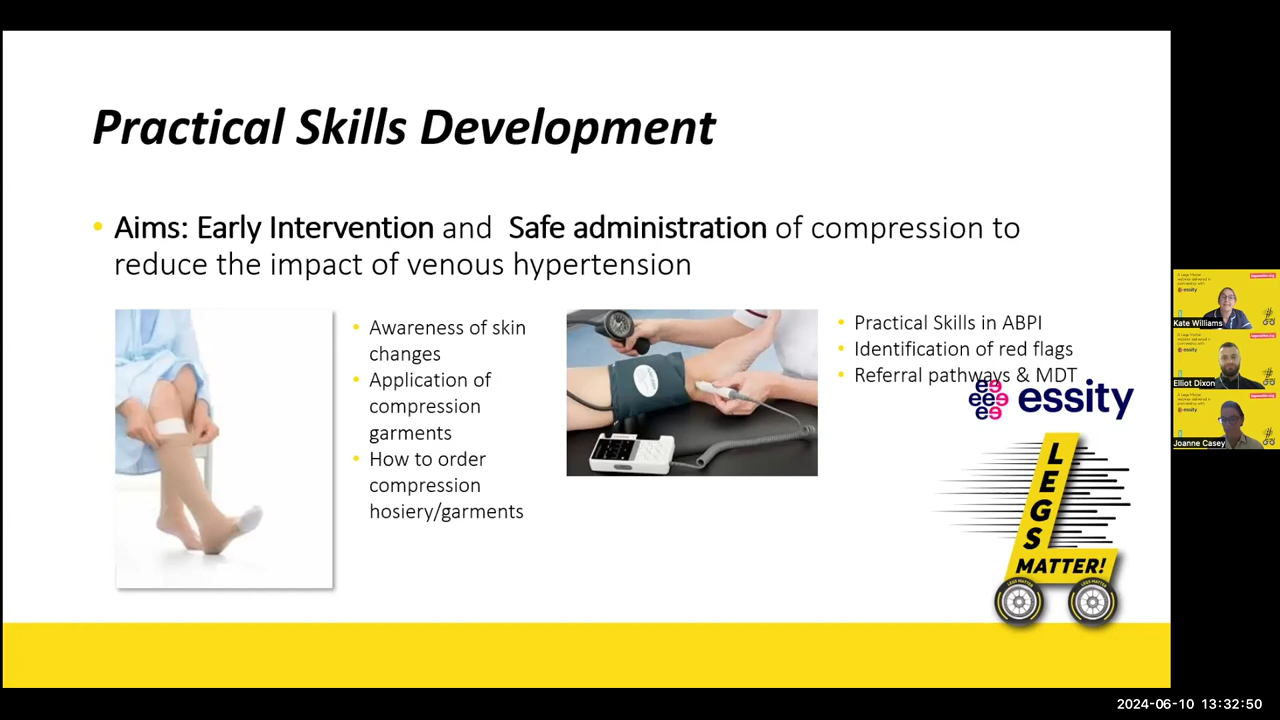 Practical Skills Development
• Aims: Early Intervention and Safe administration of compression to
reduce the impact of venous hypertension
• Awareness of skin
changes
• Application of
compression
garments
• How to order
compression
hosiery/garments
• Practical Skills in ABPI
• Identification of red flags
• Referral pathways & MDT
essity
LEGS
MATTER!
Kate Williams
Elliot Dixon
Joanne Casey
2024-06-10 13:32:50